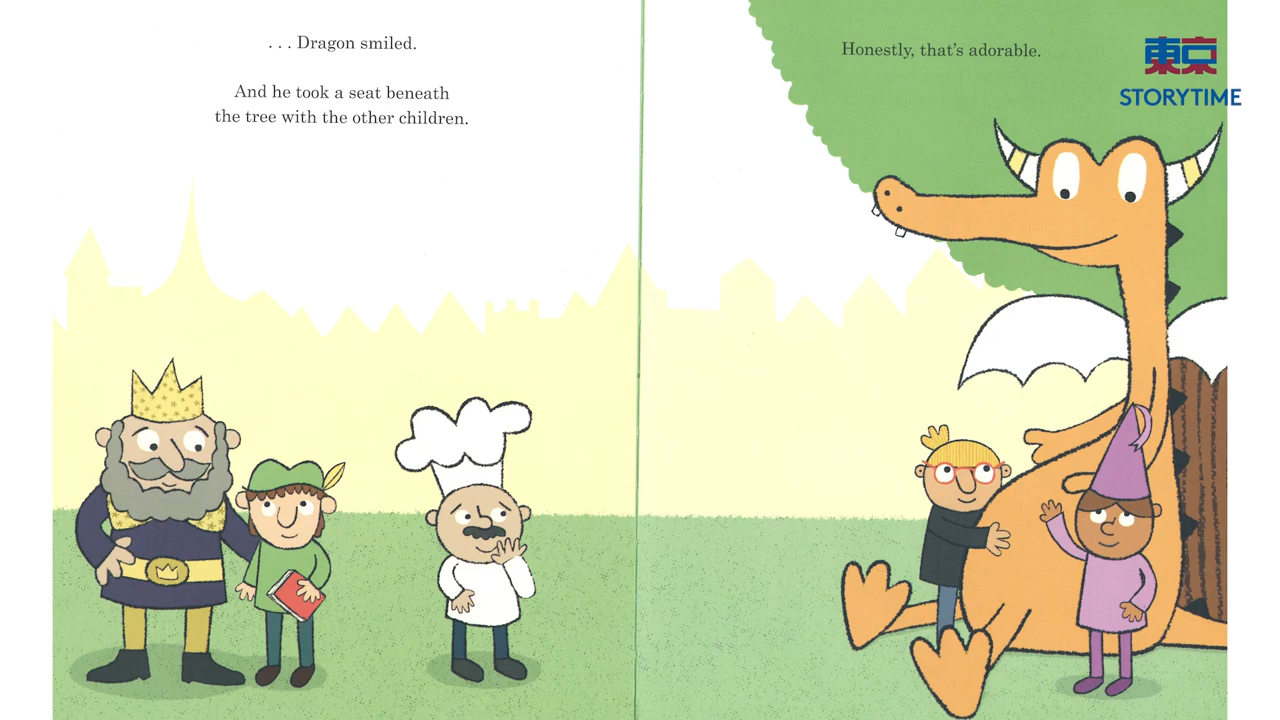 . . . Dragon smiled.
And he took a seat beneath
the tree with the other children.
Honestly, that's adorable.
東京
STORYTIME